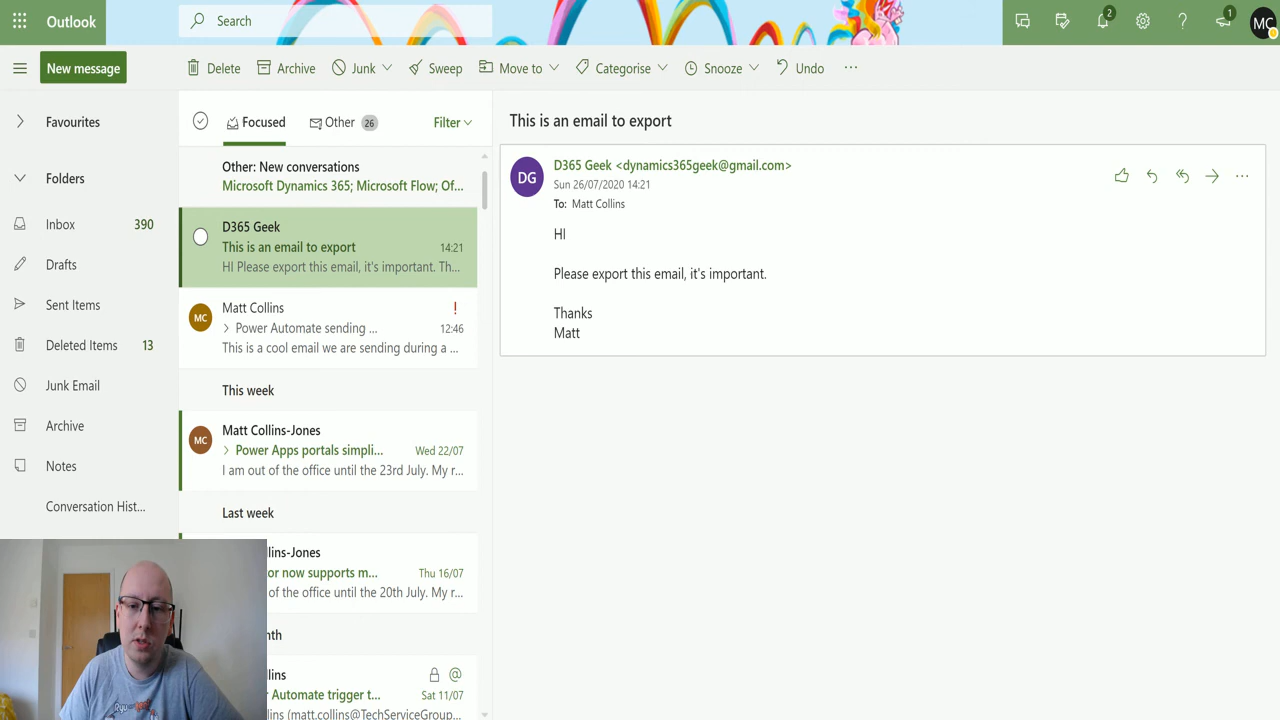 Outlook
Search
2
1
MC
New message
Delete
Archive
Junk
Sweep
Move to
Categorise
Snooze
Undo
Favourites
Folders
Inbox 390
Drafts
Sent Items
Deleted Items 13
Junk Email
Archive
Notes
Conversation Hist...
Focused
Other 26
Filter
Other: New conversations
Microsoft Dynamics 365; Microsoft Flow; Of...
D365 Geek
This is an email to export 14:21
HI Please export this email, it's important. Th...
MC
Matt Collins !
Power Automate sending ... 12:46
This is a cool email we are sending during a ...
This week
MC
Matt Collins-Jones
Power Apps portals simpli... Wed 22/07
I am out of the office until the 23rd July. My r...
Last week
llins-Jones
or now supports m... Thu 16/07
of the office until the 20th July. My r...
nth
llins @
Automate trigger t... Sat 11/07
lins (matt.collins@TechServiceGroup...
This is an email to export
DG
D365 Geek <dynamics365geek@gmail.com>
Sun 26/07/2020 14:21
To: Matt Collins
HI
Please export this email, it's important.
Thanks
Matt